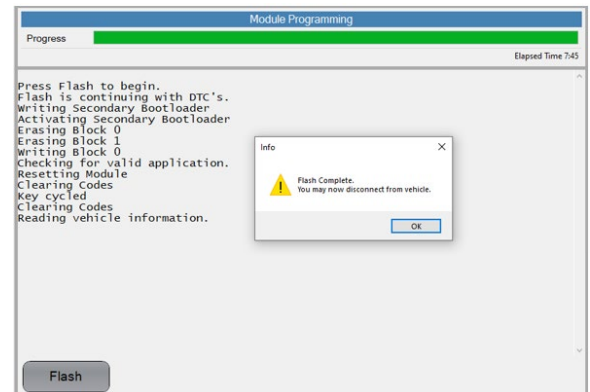 Module Programming
Progress
Elapsed Time 7:45
Press Flash to begin.
Flash is continuing with DTC's.
Writing Secondary Bootloader
Activating Secondary Bootloader
Erasing Block 0
Erasing Block 1
Writing Block 0
Checking for valid application.
Resetting Module
Clearing Codes
Key cycled
Clearing Codes
Reading vehicle information.
Info
Flash Complete.
You may now disconnect from vehicle.
OK
Flash